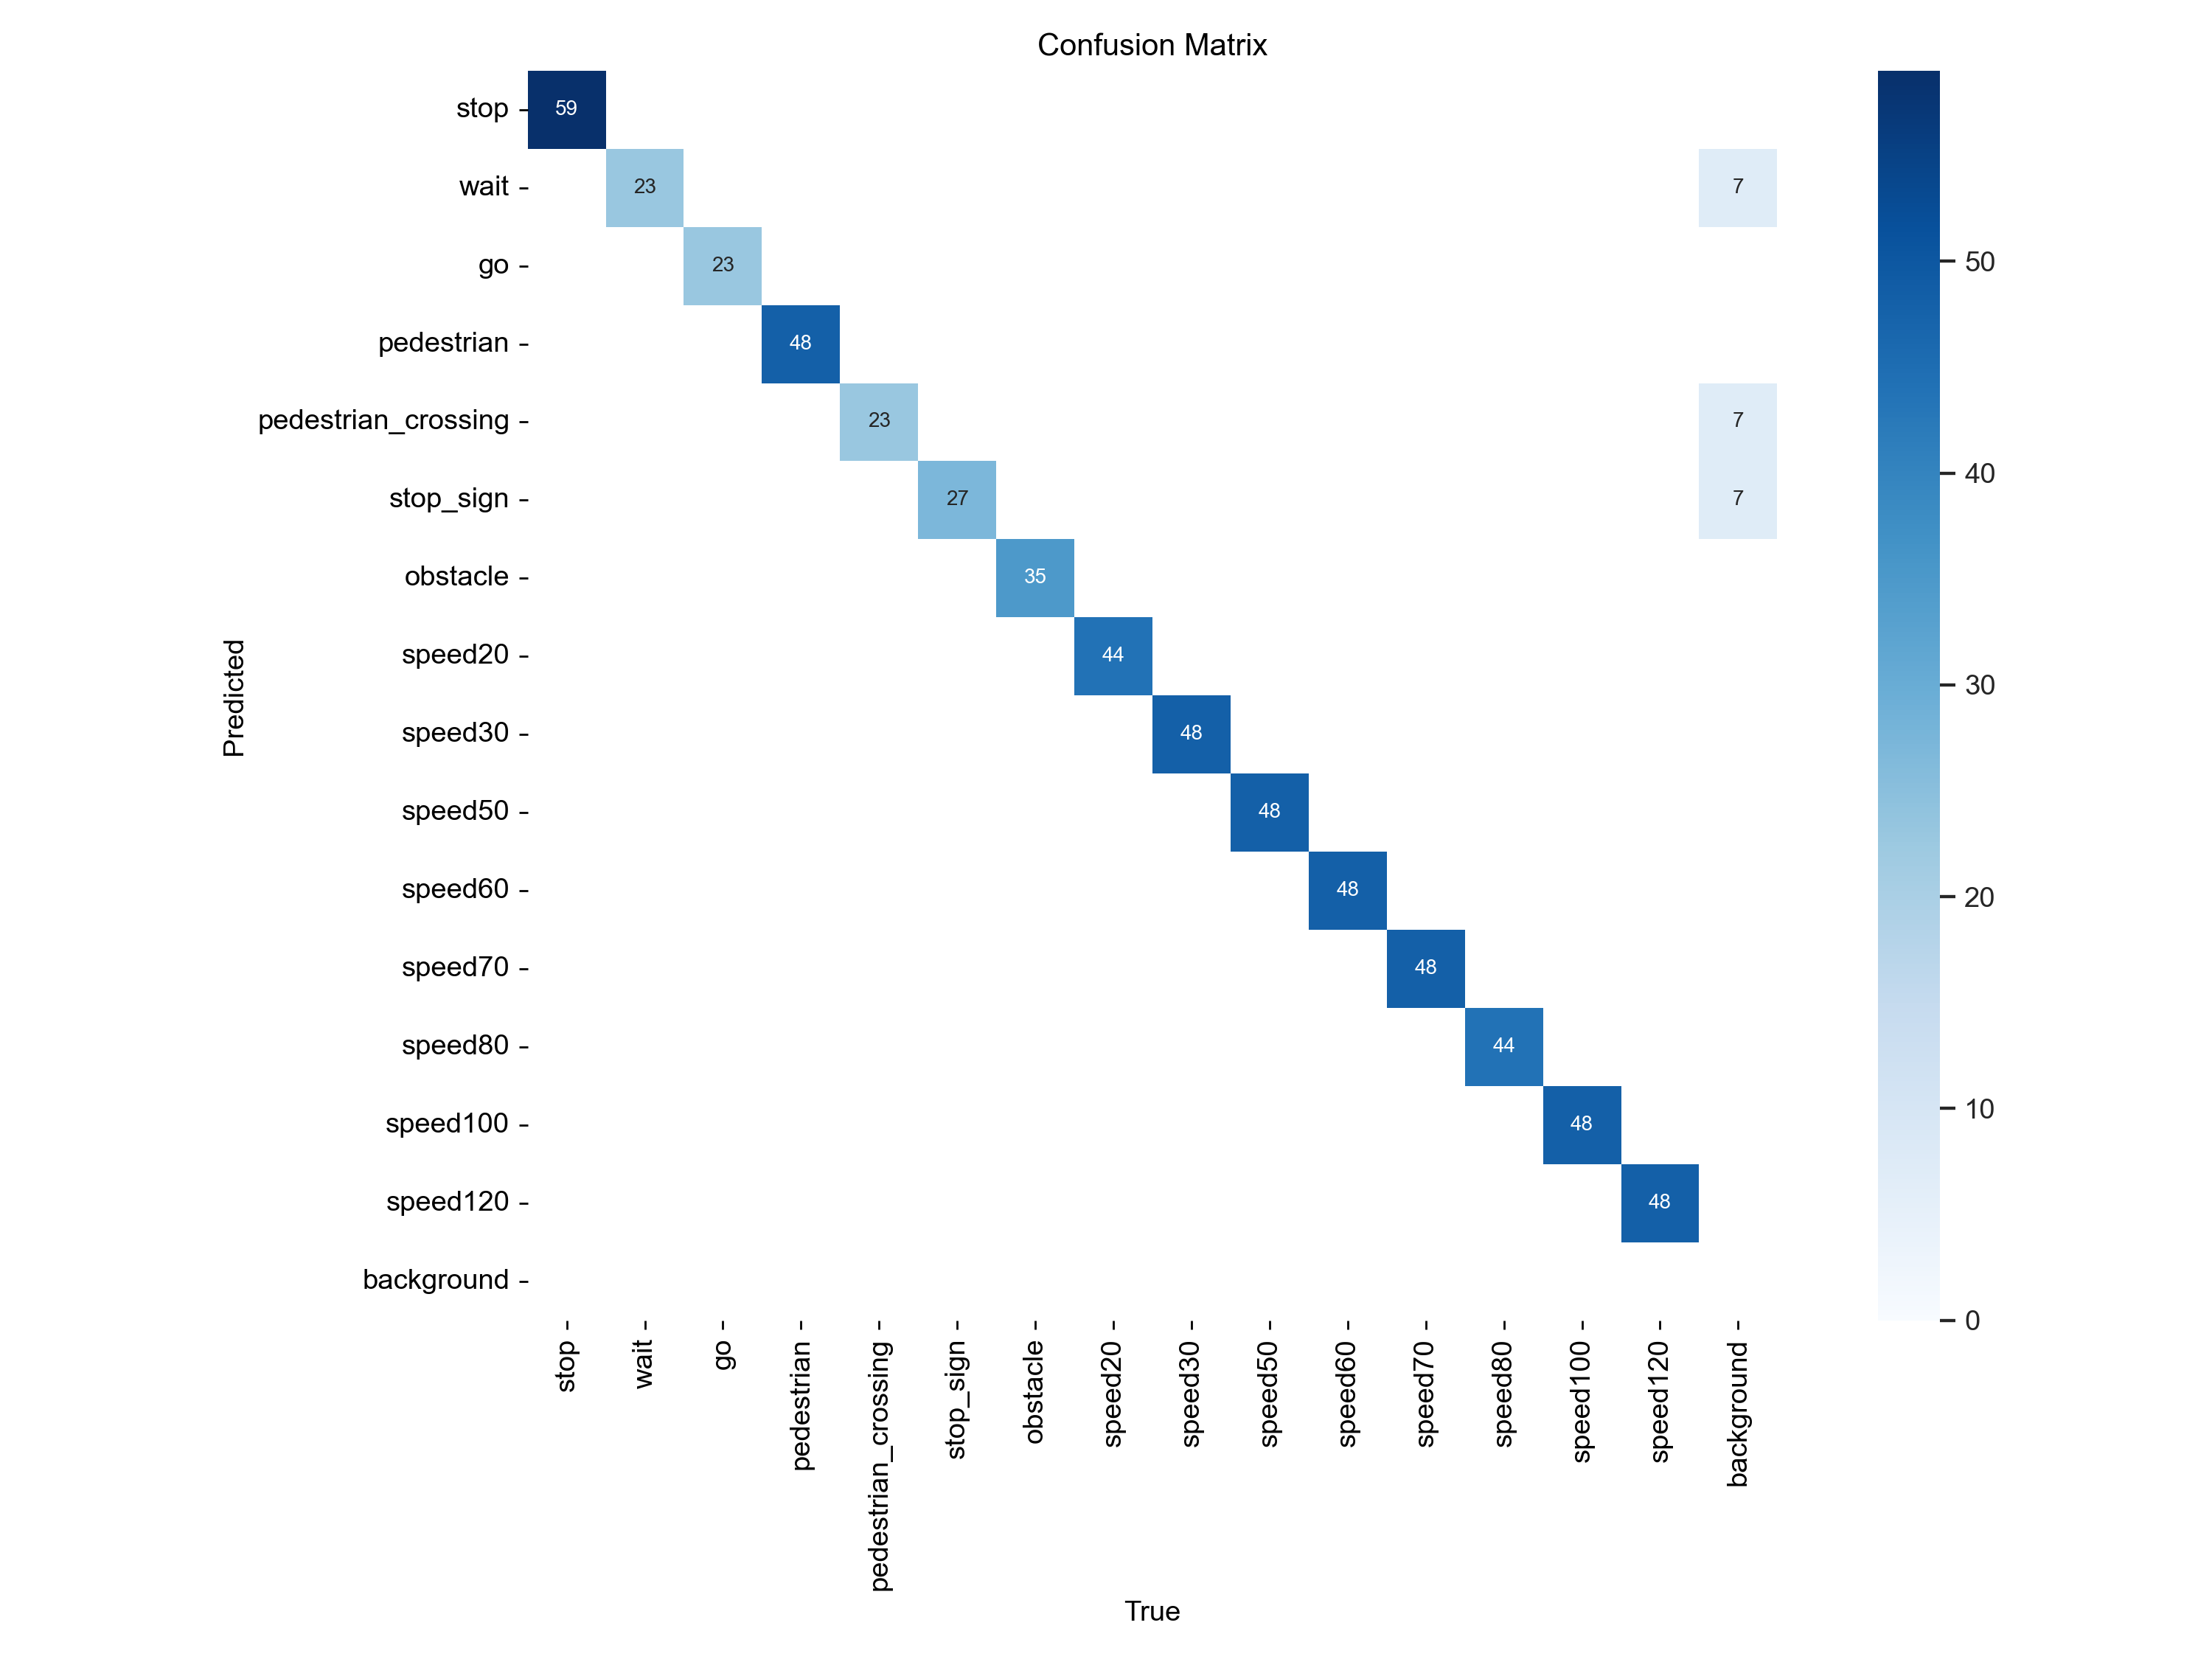 Confusion Matrix
stop 59
wait 23 7
go 23
pedestrian 48
pedestrian_crossing 23 7
stop_sign 27 7
obstacle 35
speed20 44
speed30 48
speed50 48
speed60 48
speed70 48
speed80 44
speed100 48
speed120 48
background
Predicted
stop
wait
go
pedestrian
pedestrian_crossing
stop_sign
obstacle
speed20
speed30
speed50
speed60
speed70
speed80
speed100
speed120
background
True
50
40
30
20
10
0